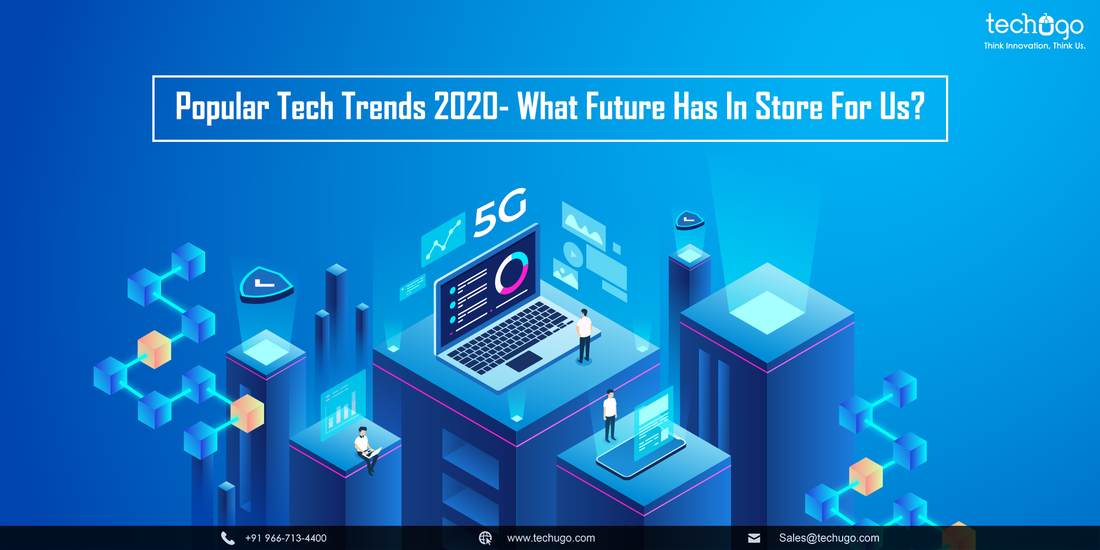 techugo
Think Innovation, Think Us.
Popular Tech Trends 2020- What Future Has In Store For Us?
5G
+91 966-713-4400
www.techugo.com
Sales@techugo.com